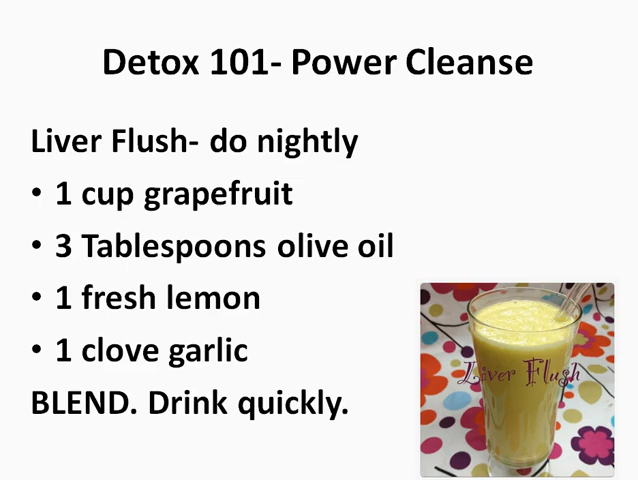 Detox 101- Power Cleanse
Liver Flush- do nightly
• 1 cup grapefruit
• 3 Tablespoons olive oil
• 1 fresh lemon
• 1 clove garlic
BLEND. Drink quickly.
Liver Flush